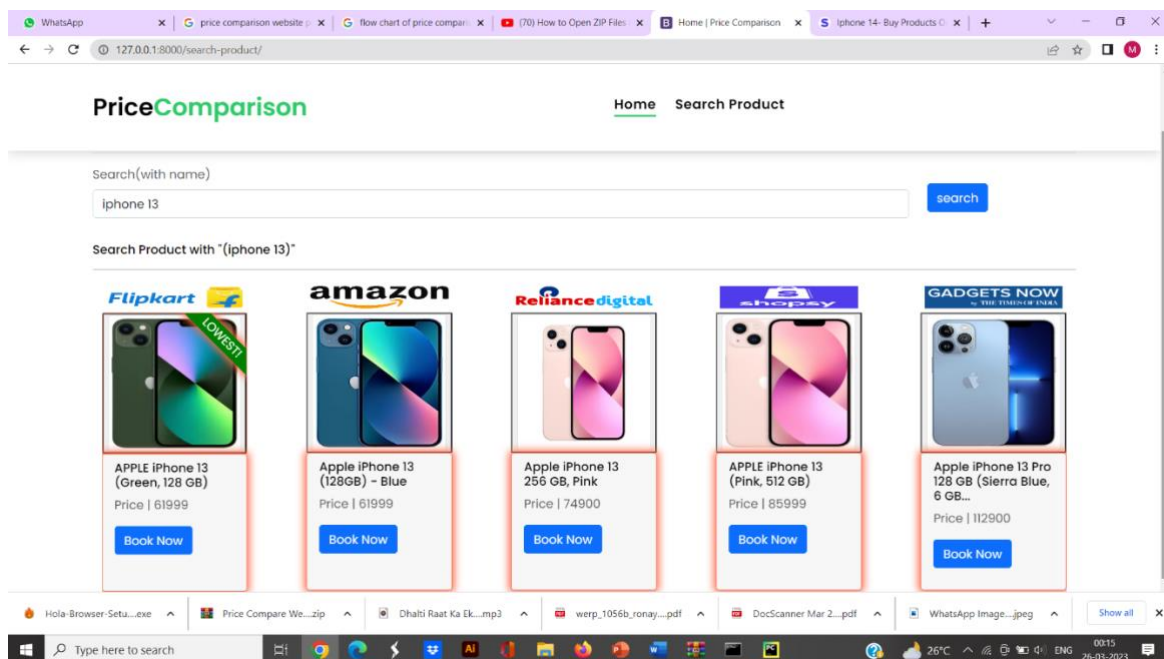 WhatsApp
price comparison website p
flow chart of price compari
(70) How to Open ZIP Files
Home | Price Comparison
Iphone 14- Buy Products O
127.0.0.1:8000/search-product/
M
PriceComparison
Home
Search Product
Search(with name)
iphone 13
search
Search Product with "(iphone 13)"
Flipkart
amazon
Reliance digital
shopsy
GADGETS NOW
by THE TIMES OF INDIA
LOWEST!
APPLE iPhone 13
(Green, 128 GB)
Price | 61999
Book Now
Apple iPhone 13
(128GB) - Blue
Price | 61999
Book Now
Apple iPhone 13
256 GB, Pink
Price | 74900
Book Now
APPLE iPhone 13
(Pink, 512 GB)
Price | 85999
Book Now
Apple iPhone 13 Pro
128 GB (Sierra Blue,
6 GB...
Price | 112900
Book Now
Hola-Browser-Setu....exe
Price Compare We....zip
Dhalti Raat Ka Ek....mp3
werp_1056b_ronay....pdf
DocScanner Mar 2...pdf
WhatsApp Image....jpeg
Show all
Type here to search
26°C
ENG
00:15
26-03-2023